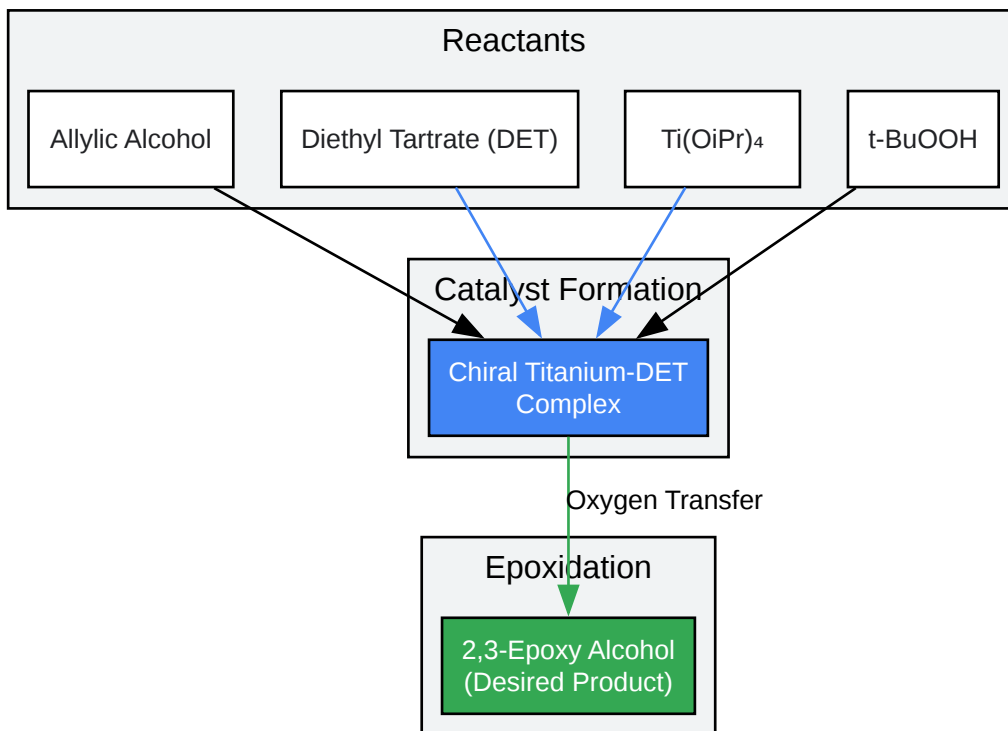 Reactants
Allylic Alcohol
Diethyl Tartrate (DET)
Ti(OiPr)₄
t-BuOOH
Catalyst Formation
Chiral Titanium-DET
Complex
Oxygen Transfer
Epoxidation
2,3-Epoxy Alcohol
(Desired Product)